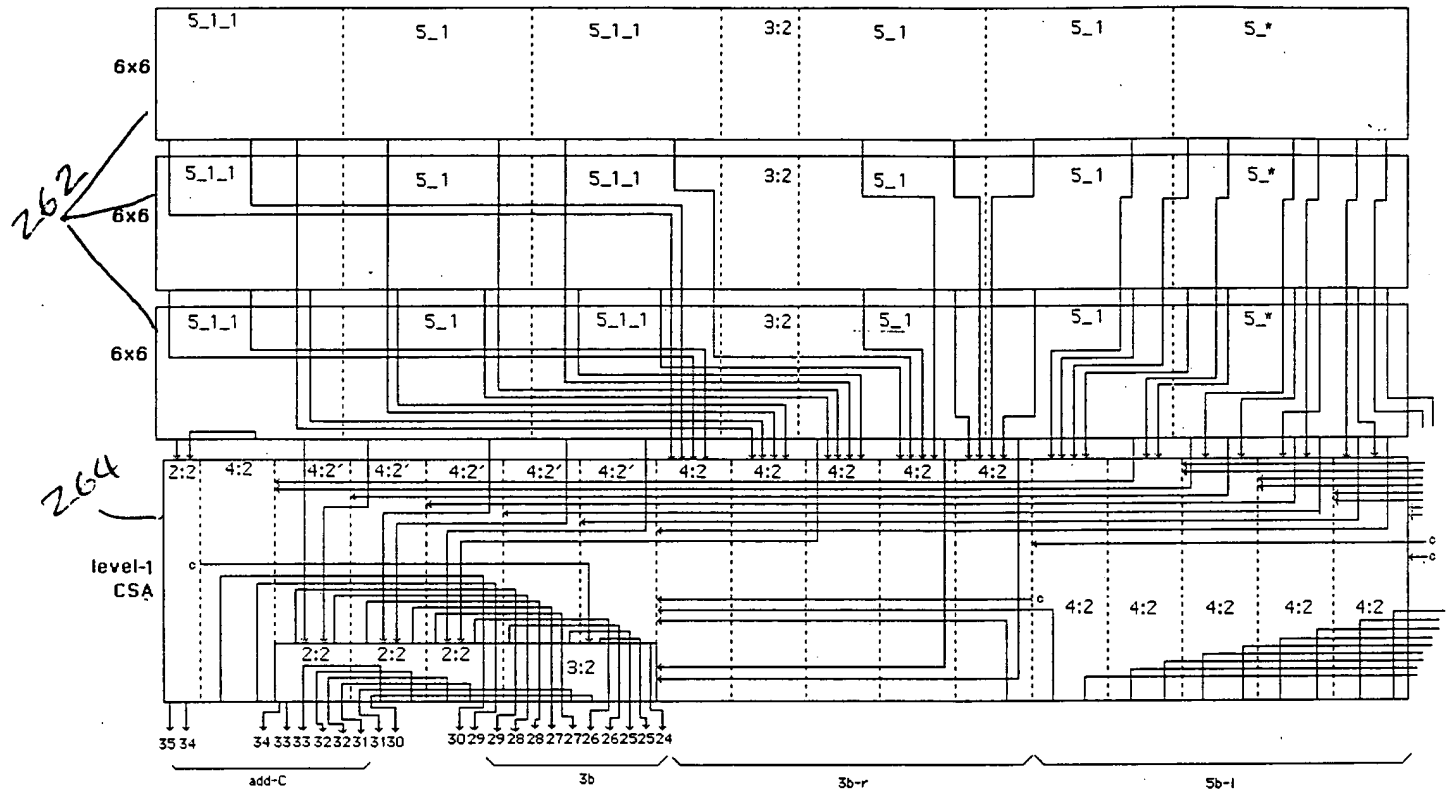 5_1_1 5_1 5_1_1 3:2 5_1 5_1 5_*
6x6
5_1_1 5_1 5_1_1 3:2 5_1 5_1 5_*
262
6x6
5_1_1 5_1 5_1_1 3:2 5_1 5_1 5_*
6x6
2:2 4:2 4:2' 4:2' 4:2' 4:2' 4:2' 4:2 4:2 4:2 4:2 4:2
264
c
level-1 c c
CSA
c
4:2 4:2 4:2 4:2 4:2
2:2 2:2 2:2 3:2
35 34 34 33 33 32 32 31 31 30 30 29 29 28 28 27 27 26 26 25 25 24
add-C 3b 3b-r 5b-l